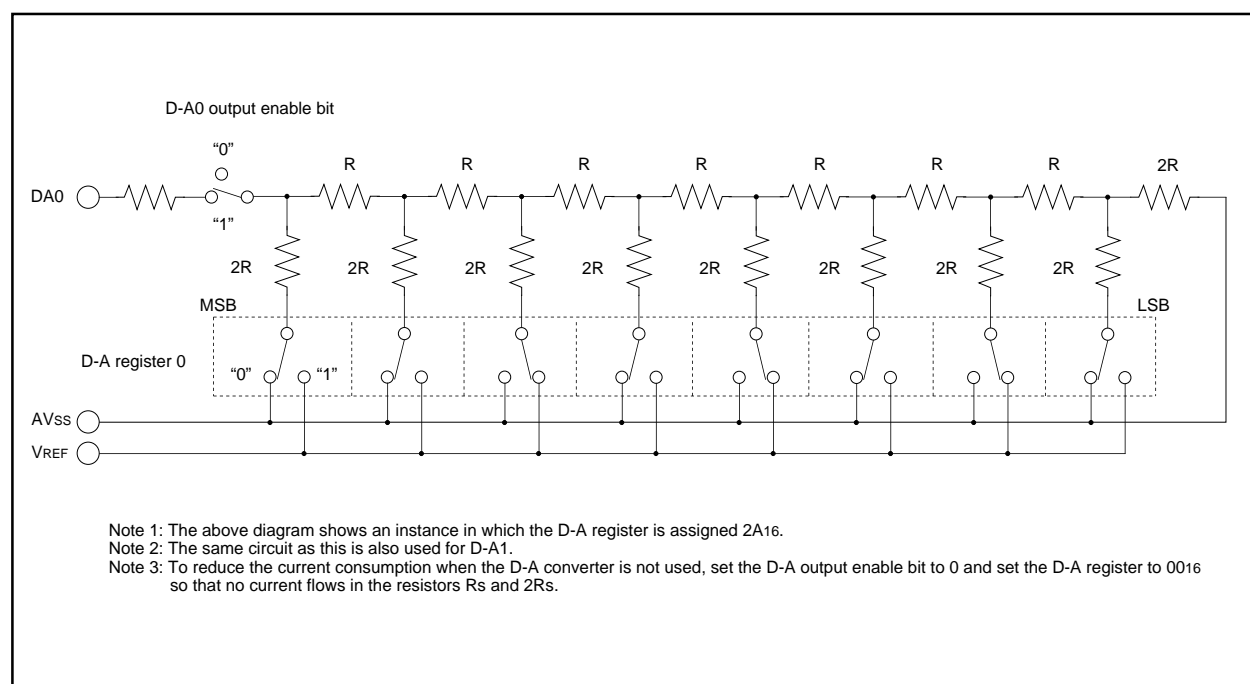 D-A0 output enable bit
“0”
R R R R R R R 2R
DA0
“1”
2R 2R 2R 2R 2R 2R 2R 2R
MSB LSB
D-A register 0
“0” “1”
AVSS
VREF
Note 1: The above diagram shows an instance in which the D-A register is assigned 2A16.
Note 2: The same circuit as this is also used for D-A1.
Note 3: To reduce the current consumption when the D-A converter is not used, set the D-A output enable bit to 0 and set the D-A register to 0016
so that no current flows in the resistors Rs and 2Rs.